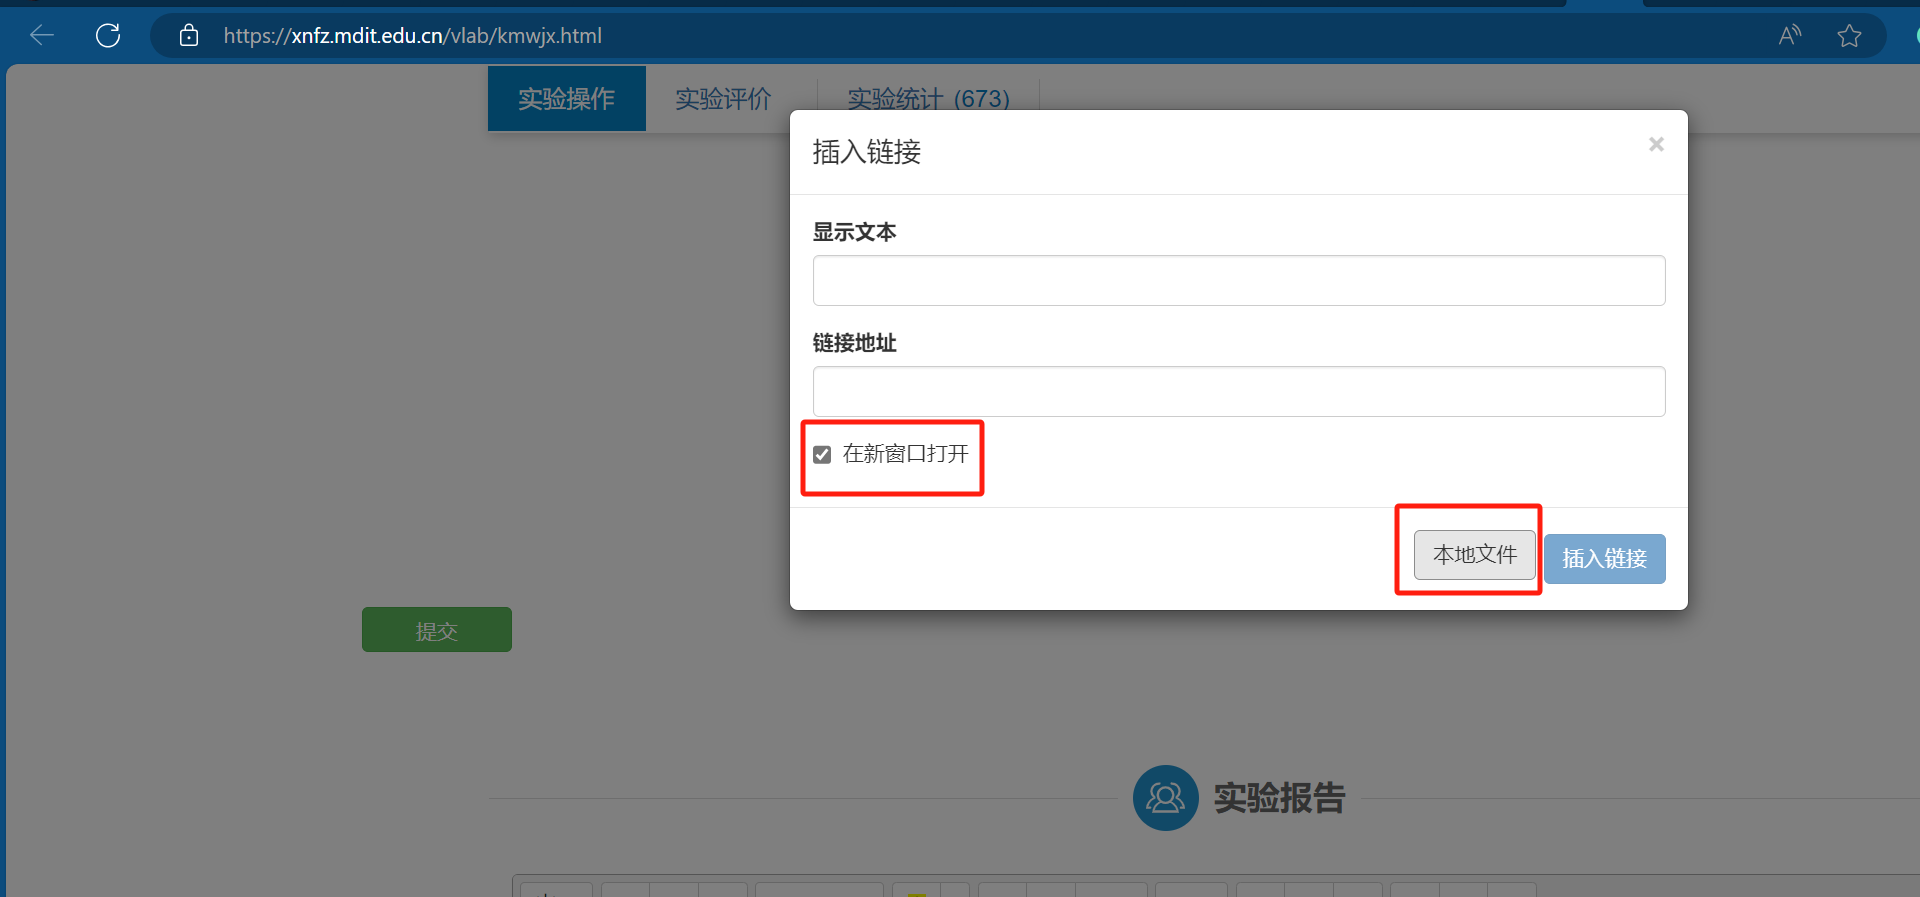 https://xnfz.mdit.edu.cn/vlab/kmwjx.html
实验操作
实验评价
实验统计 (673)
插入链接
×
显示文本
链接地址
在新窗口打开
本地文件
插入链接
提交
实验报告